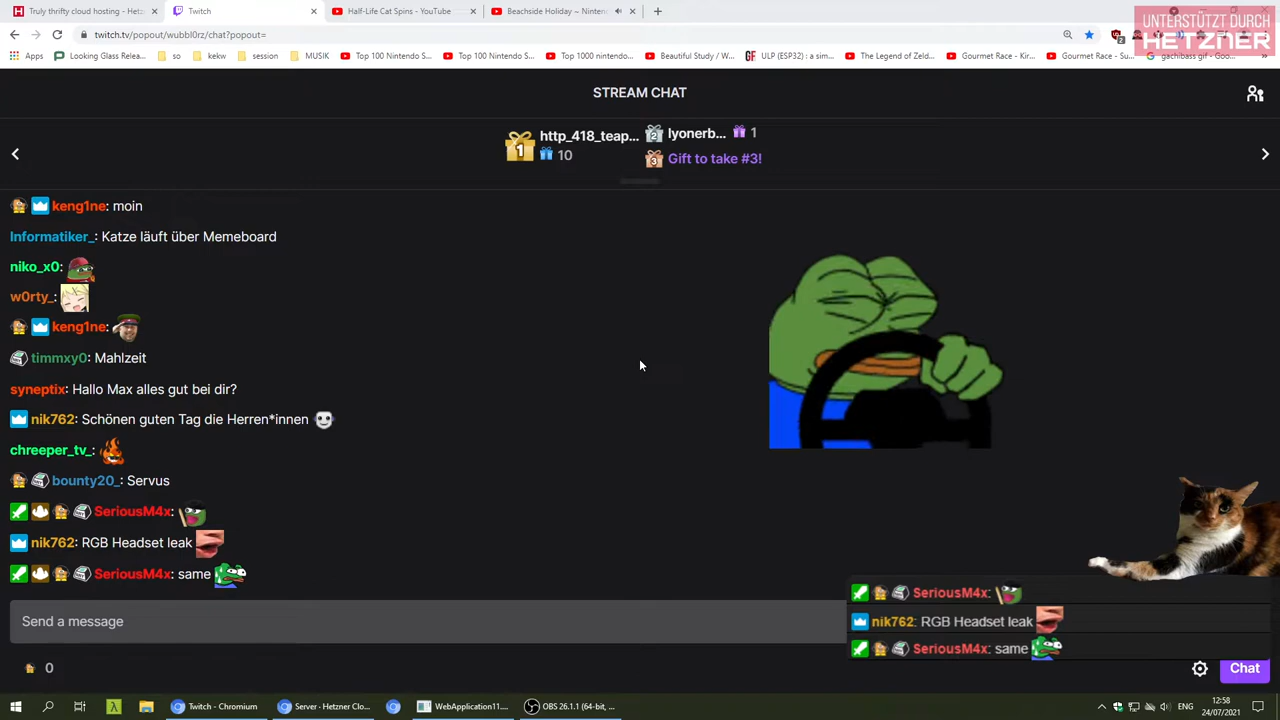 Truly thrifty cloud hosting - Hetz
Twitch
Half-Life Cat Spins - YouTube
Beachside Holiday ~ Ninten
twitch.tv/popout/wubbl0rz/chat?popout=
UNTERSTÜTZT DURCH
HETZNER
Apps
Looking Glass Relea...
so
kekw
session
MUSIK
Top 100 Nintendo S...
Top 100 Nintendo S...
Top 1000 nintendo...
Beautiful Study / W...
ULP (ESP32) : a sim...
The Legend of Zeld...
Gourmet Race - Kir...
Gourmet Race - Su...
gachibass gif - Goo...
STREAM CHAT
http_418_teap...
10
lyonerb...
1
Gift to take #3!
keng1ne: moin
Informatiker_: Katze läuft über Memeboard
niko_x0:
w0rty_:
keng1ne:
timmxy0: Mahlzeit
syneptix: Hallo Max alles gut bei dir?
nik762: Schönen guten Tag die Herren*innen
chreeper_tv_:
bounty20_: Servus
SeriousM4x:
nik762: RGB Headset leak
SeriousM4x: same
Send a message
SeriousM4x:
nik762: RGB Headset leak
SeriousM4x: same
0
Chat
Twitch - Chromium
Server · Hetzner Clo...
WebApplication11...
OBS 26.1.1 (64-bit, ...
ENG
12:58
24/07/2021